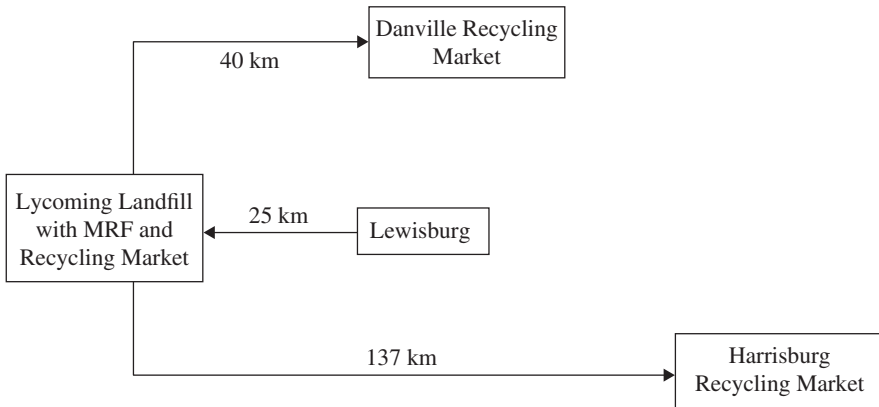 Danville Recycling
Market
40 km
Lycoming Landfill
with MRF and
Recycling Market
25 km
Lewisburg
137 km
Harrisburg
Recycling Market